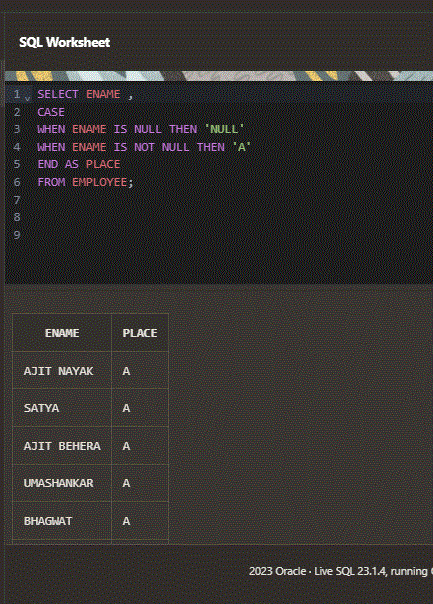 SQL Worksheet
1 SELECT ENAME ,
2 CASE
3 WHEN ENAME IS NULL THEN 'NULL'
4 WHEN ENAME IS NOT NULL THEN 'A'
5 END AS PLACE
6 FROM EMPLOYEE;
7
8
9
ENAME PLACE
AJIT NAYAK A
SATYA A
AJIT BEHERA A
UMASHANKAR A
BHAGWAT A
2023 Oracle · Live SQL 23.1.4, running